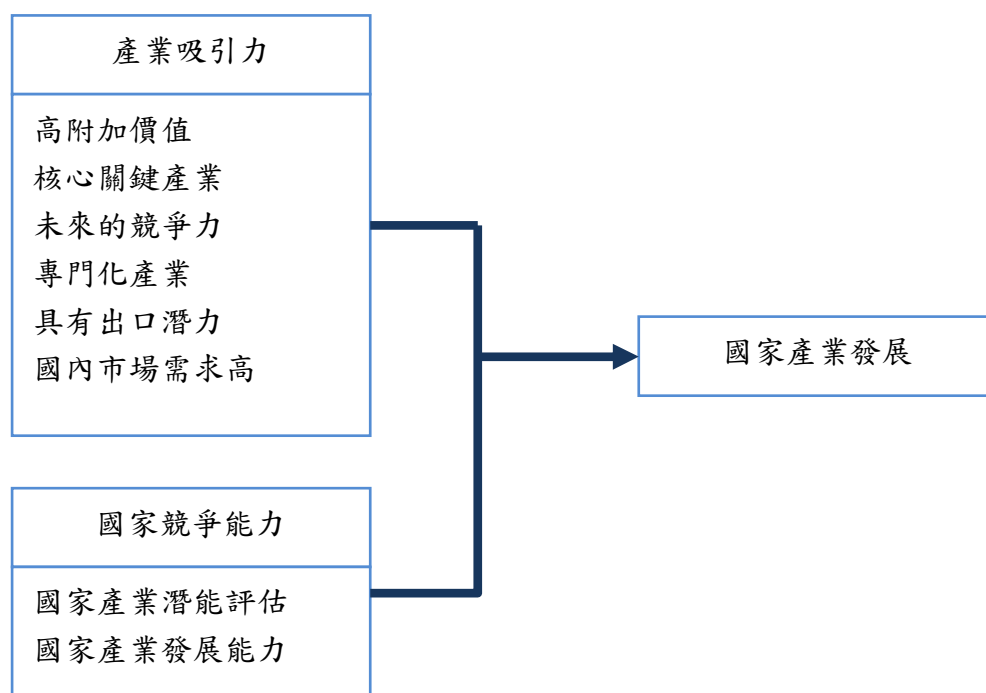 產業吸引力
高附加價值
核心關鍵產業
未來的競爭力
專門化產業
具有出口潛力
國內市場需求高
國家產業發展
國家競爭能力
國家產業潛能評估
國家產業發展能力